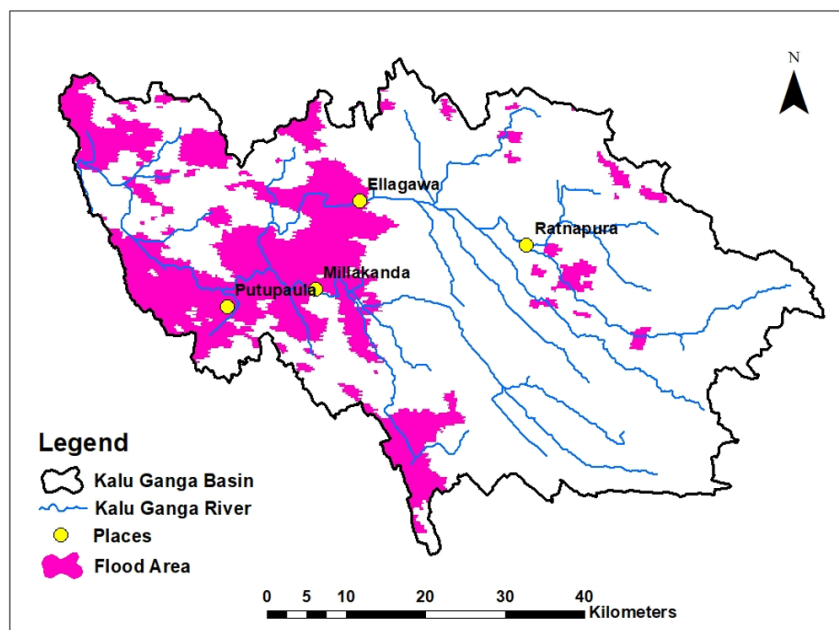 N
Ellagawa
Ratnapura
Millakanda
Putupaula
Legend
Kalu Ganga Basin
Kalu Ganga River
Places
Flood Area
0 5 10 20 30 40
Kilometers